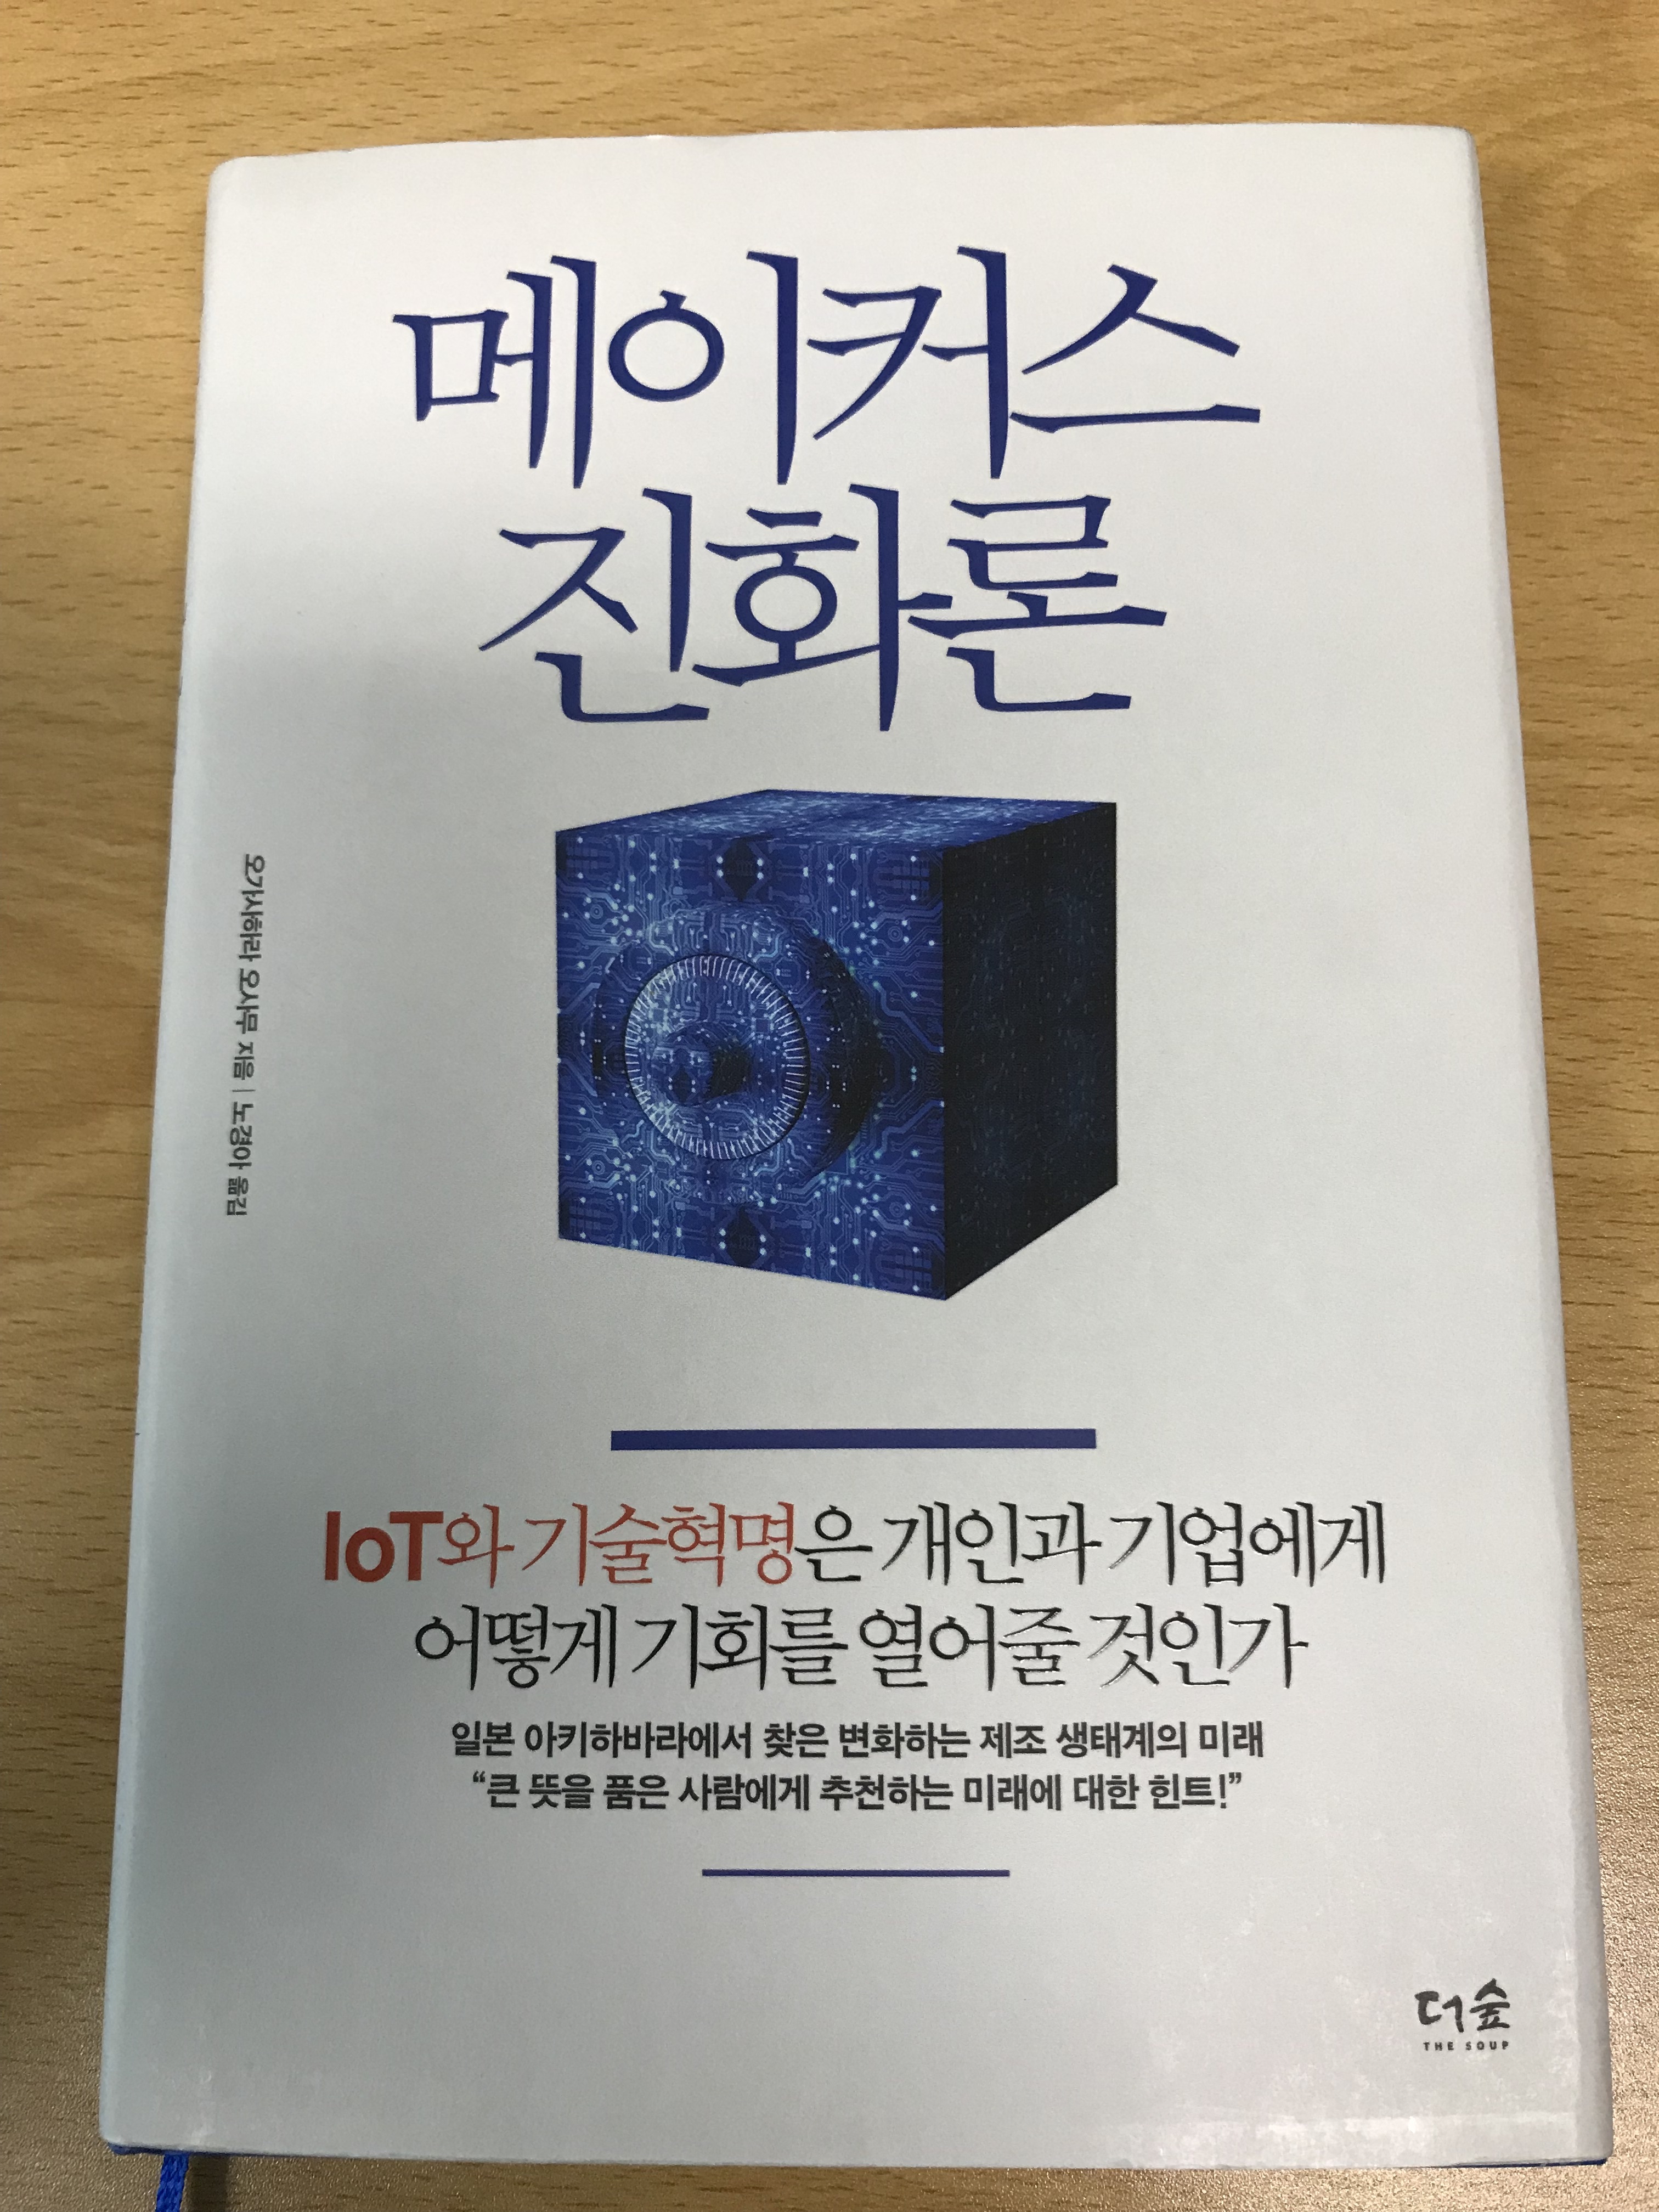 메이커스
진화론
오가사하라 오사무 지음 | 노경아 옮김
IoT와 기술혁명은 개인과 기업에게
어떻게 기회를 열어줄 것인가
일본 아키하바라에서 찾은 변화하는 제조 생태계의 미래
“큰 뜻을 품은 사람에게 추천하는 미래에 대한 힌트!”
더숲
THE SOUP